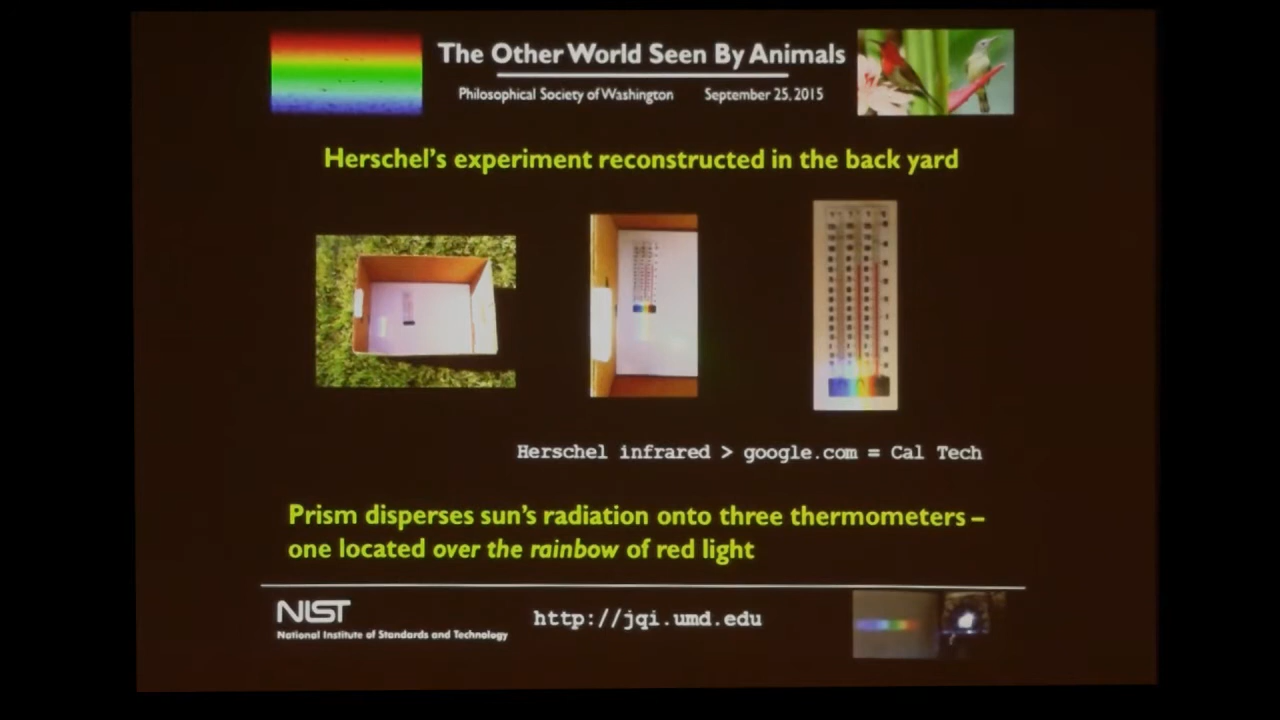 The Other World Seen By Animals
Philosophical Society of Washington September 25, 2015
Herschel's experiment reconstructed in the back yard
Herschel infrared > google.com = Cal Tech
Prism disperses sun's radiation onto three thermometers –
one located over the rainbow of red light
NIST
National Institute of Standards and Technology
http://jqi.umd.edu